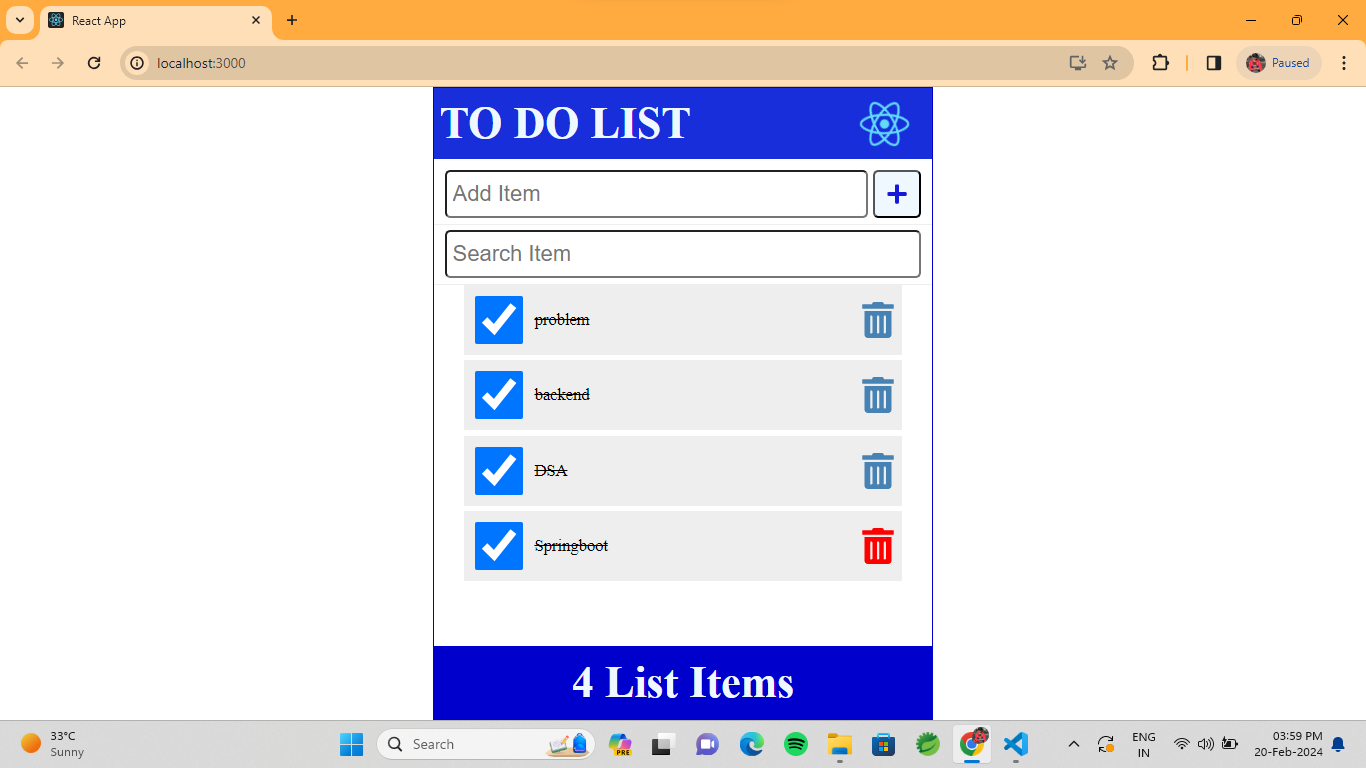 React App
localhost:3000
Paused
TO DO LIST
Add Item
Search Item
problem
backend
DSA
Springboot
4 List Items
33°C
Sunny
Search
PRE
ENG
IN
03:59 PM
20-Feb-2024